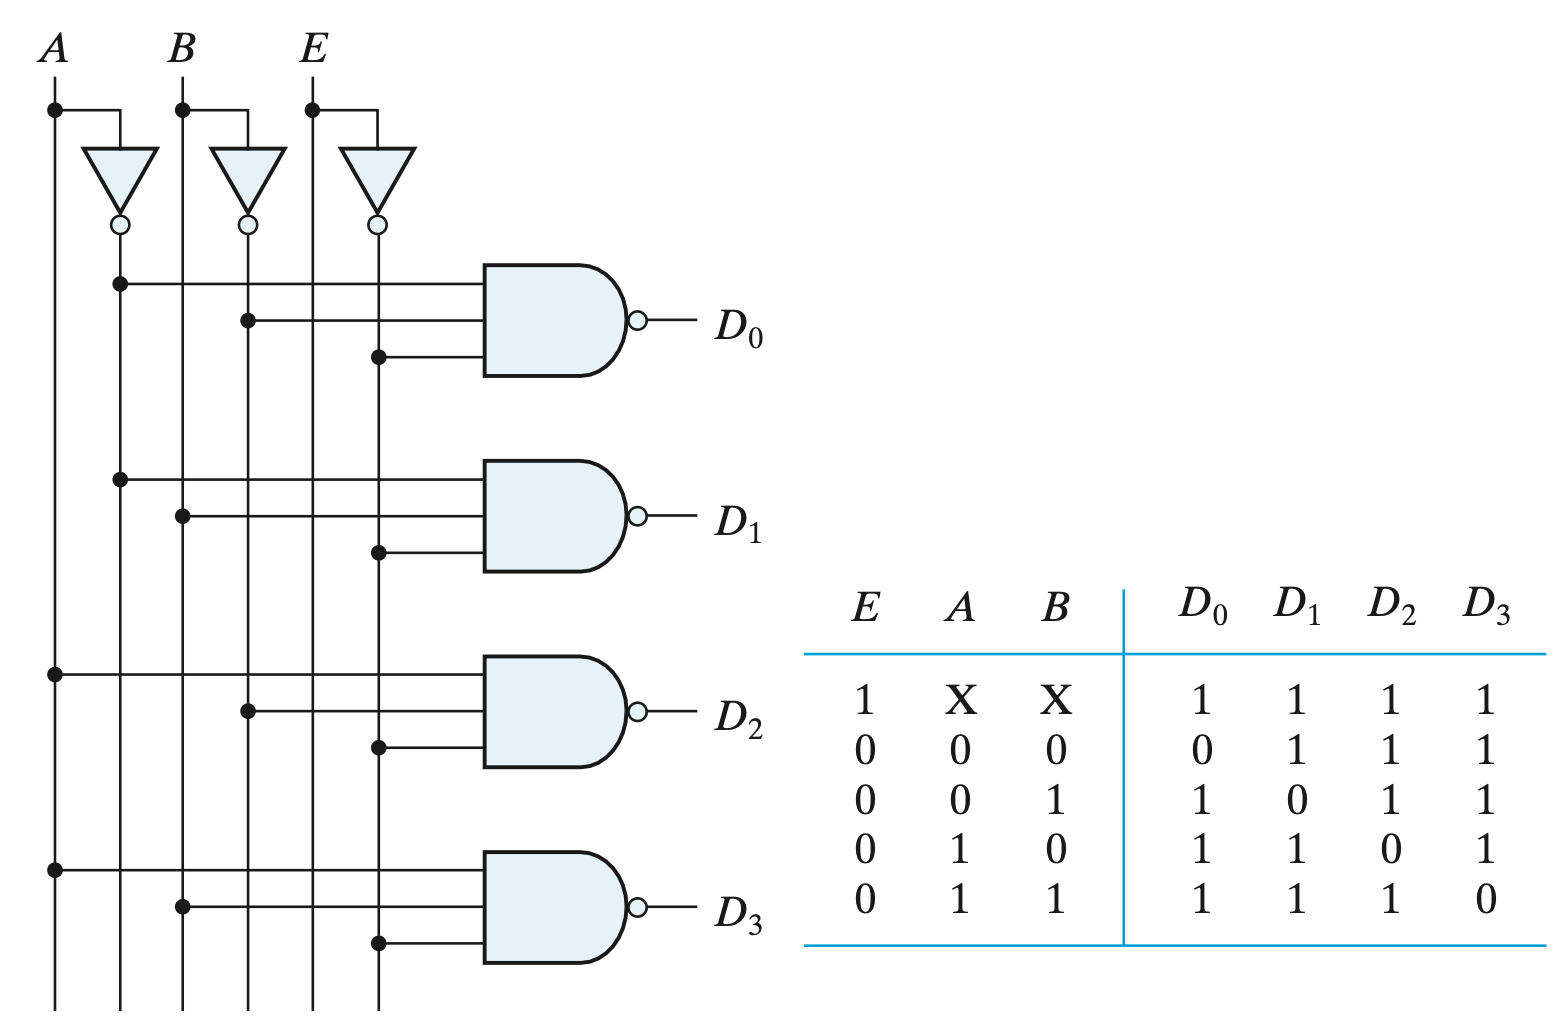 A B E
D₀
D₁
D₂
D₃
E A B D₀ D₁ D₂ D₃
1 X X 1 1 1 1
0 0 0 0 1 1 1
0 0 1 1 0 1 1
0 1 0 1 1 0 1
0 1 1 1 1 1 0